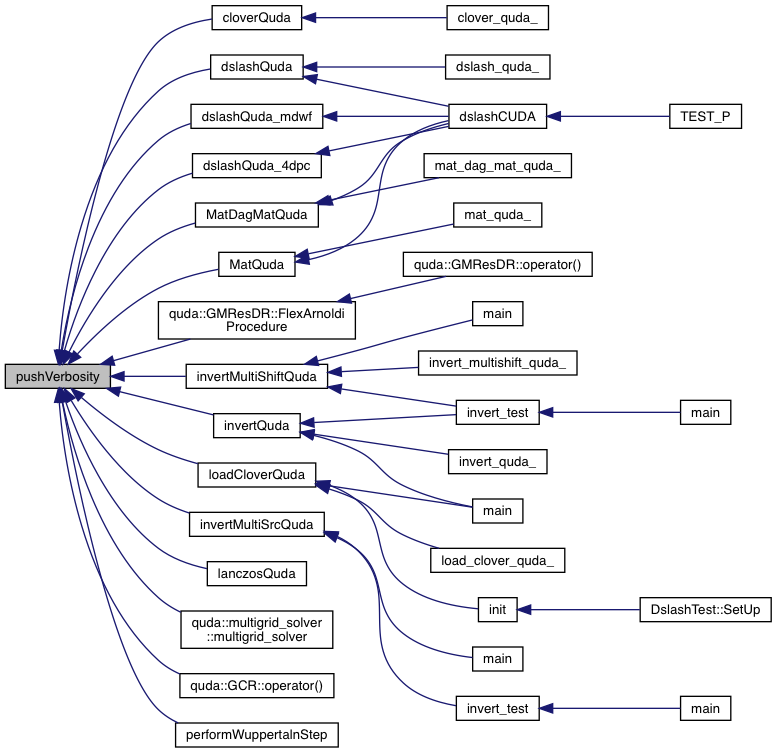 cloverQuda
clover_quda_
dslashQuda
dslash_quda_
dslashQuda_mdwf
dslashCUDA
TEST_P
dslashQuda_4dpc
mat_dag_mat_quda_
MatDagMatQuda
mat_quda_
MatQuda
quda::GMResDR::operator()
quda::GMResDR::FlexArnoldi
Procedure
main
invertMultiShiftQuda
invert_multishift_quda_
pushVerbosity
invert_test
main
invertQuda
invert_quda_
loadCloverQuda
main
invertMultiSrcQuda
load_clover_quda_
lanczosQuda
init
DslashTest::SetUp
quda::multigrid_solver
::multigrid_solver
main
quda::GCR::operator()
invert_test
main
performWuppertalnStep